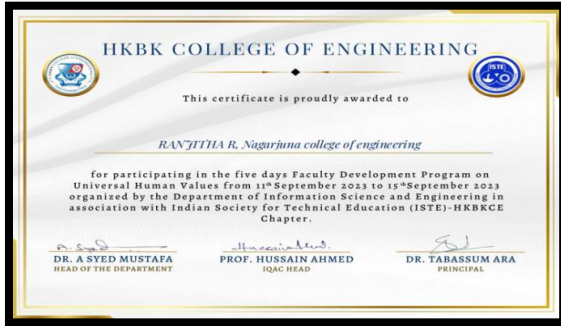 HKBK COLLEGE OF ENGINEERING
ISTE
This certificate is proudly awarded to
RANJITHA R, Nagarjuna college of engineering
for participating in the five days Faculty Development Program on
Universal Human Values from 11th September 2023 to 15th September 2023
organized by the Department of Information Science and Engineering in
association with Indian Society for Technical Education (ISTE)-HKBKCE
Chapter.
DR. A SYED MUSTAFA
HEAD OF THE DEPARTMENT
PROF. HUSSAIN AHMED
IQAC HEAD
DR. TABASSUM ARA
PRINCIPAL